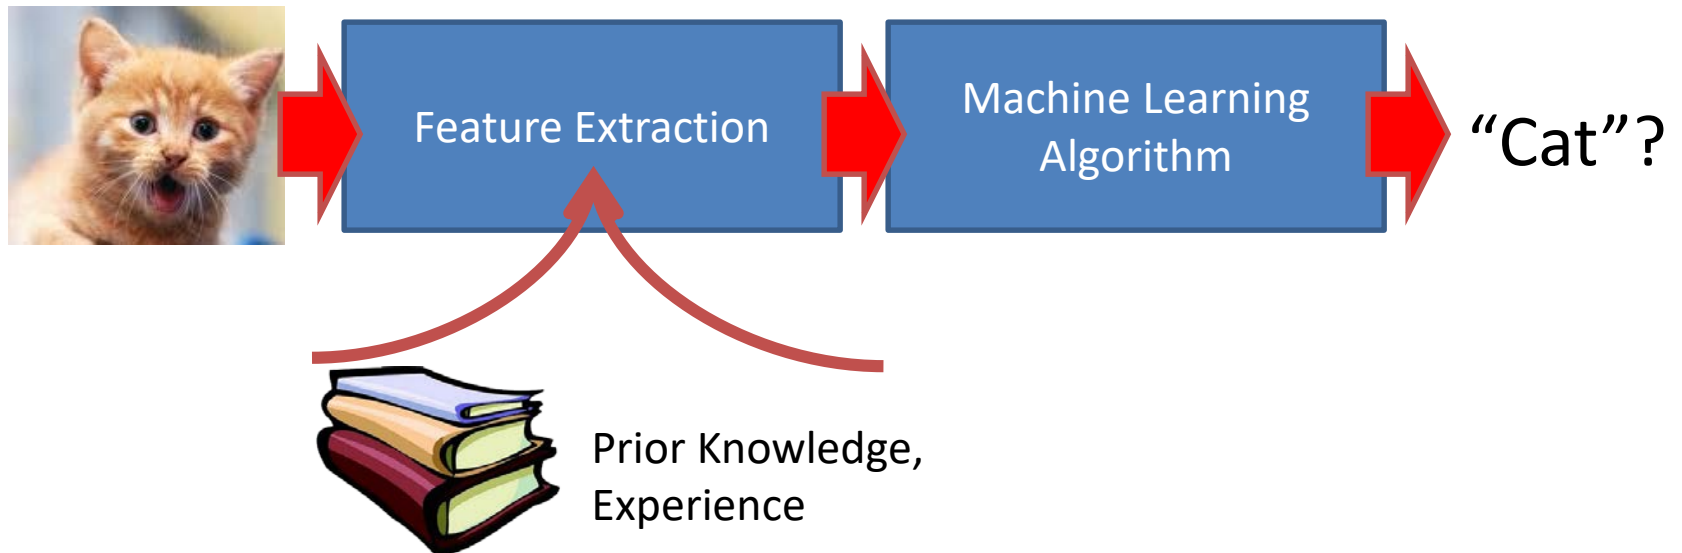 Feature Extraction
Machine Learning
Algorithm
“Cat”?
Prior Knowledge,
Experience